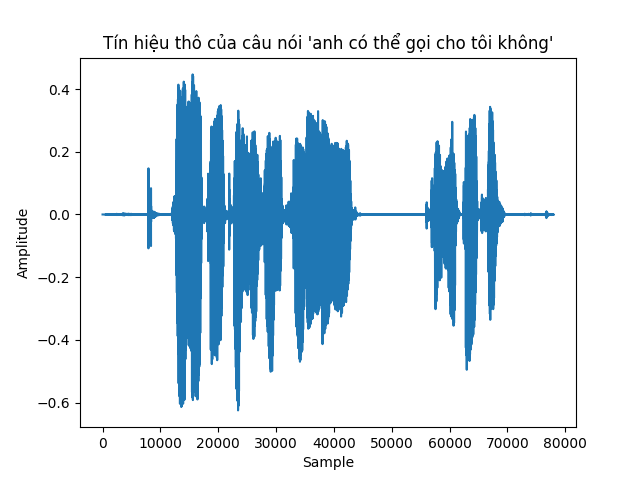 Tín hiệu thô của câu nói 'anh có thể gọi cho tôi không'
0.4
0.2
0.0
−0.2
−0.4
−0.6
Amplitude
0 10000 20000 30000 40000 50000 60000 70000 80000
Sample